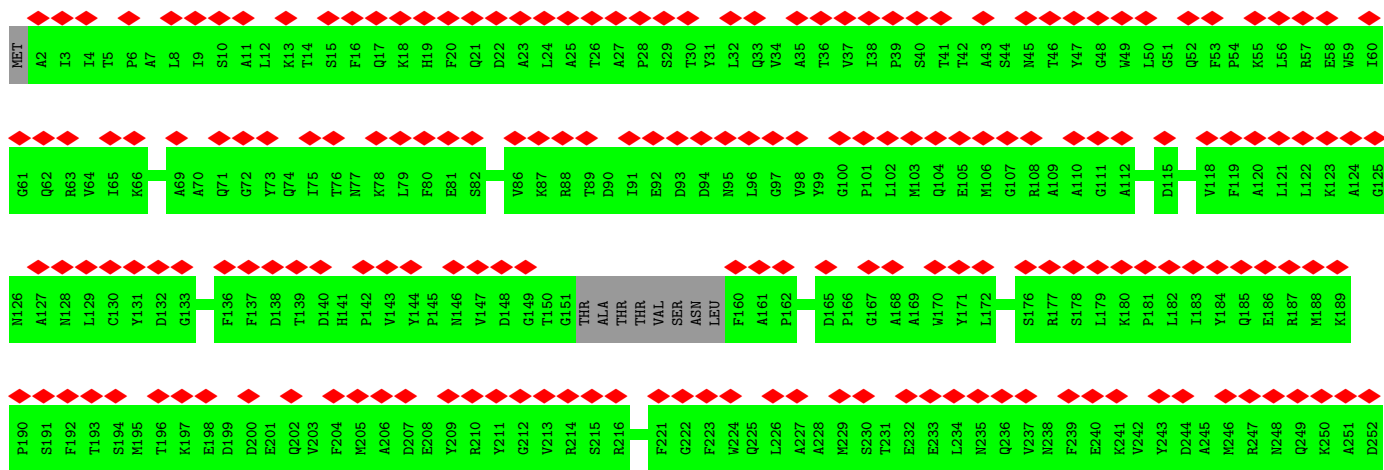 MET A2 I3 I4 T5 P6 A7 L8 I9 S10 A11 L12 K13 T14 S15 F16 Q17 K18 H19 F20 Q21 D22 A23 L24 A25 T26 A27 P28 S29 T30 Y31 L32 Q33 V34 A35 T36 V37 I38 P39 S40 T41 T42 A43 S44 N45 T46 Y47 G48 W49 L50 G51 Q52 F53 P54 K55 L56 R57 E58 W59 I60
G61 Q62 R63 V64 I65 K66 A69 A70 Q71 G72 Y73 Q74 I75 T76 N77 K78 L79 F80 E81 S82 V86 K87 R88 T89 D90 I91 E92 D93 D94 N95 L96 G97 V98 Y99 G100 P101 L102 M103 Q104 E105 M106 G107 R108 A109 A110 G111 A112 D115 V118 F119 A120 L121 L122 K123 A124 G125
N126 A127 N128 L129 C130 Y131 D132 G133 F136 F137 D138 T139 D140 H141 P142 V143 Y144 P145 N146 V147 D148 G149 T150 G151 THR ALA THR THR VAL SER ASN LEU F160 A161 P162 D165 P166 G167 A168 A169 W170 Y171 L172 S176 R177 S178 L179 K180 P181 L182 I183 Y184 Q185 E186 R187 M188 K189
P190 S191 F192 T193 S194 M195 T196 K197 E198 D199 D200 E201 Q202 V203 F204 M205 A206 D207 E208 Y209 R210 Y211 G212 V213 R214 S215 R216 F221 G222 F223 W224 Q225 L226 A227 A228 M229 S230 T231 E232 E233 L234 N235 Q236 V237 N238 F239 E240 K241 V242 Y243 D244 A245 M246 R247 N248 Q249 K250 A251 D252